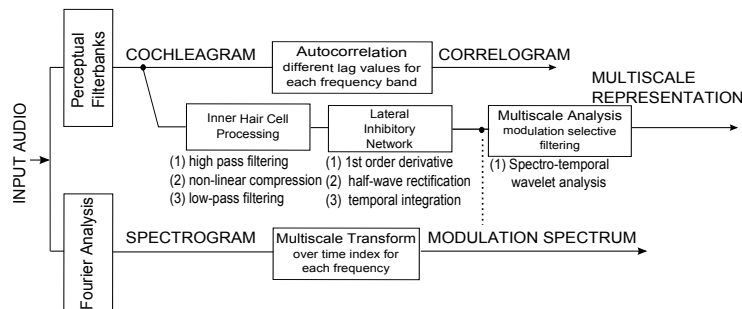 INPUT AUDIO
Perceptual
Filterbanks
COCHLEAGRAM
Autocorrelation
different lag values for
each frequency band
CORRELOGRAM
Inner Hair Cell
Processing
(1) high pass filtering
(2) non-linear compression
(3) low-pass filtering
Lateral
Inhibitory
Network
(1) 1st order derivative
(2) half-wave rectification
(3) temporal integration
Multiscale Analysis
modulation selective
filtering
(1) Spectro-temporal
wavelet analysis
MULTISCALE
REPRESENTATION
Fourier Analysis
SPECTROGRAM
Multiscale Transform
over time index for
each frequency
MODULATION SPECTRUM